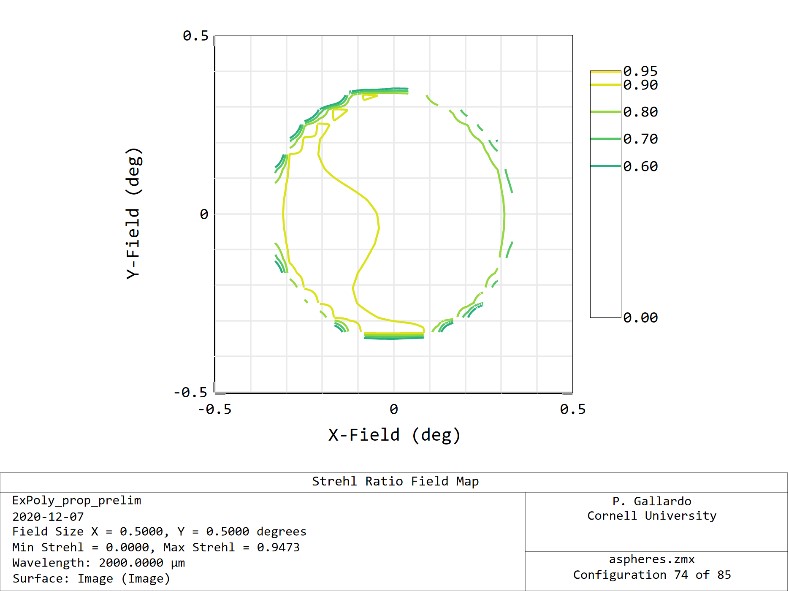 0.5
0
-0.5
Y-Field (deg)
-0.5
0
0.5
X-Field (deg)
0.95
0.90
0.80
0.70
0.60
0.00
Strehl Ratio Field Map
ExPoly_prop_prelim
2020-12-07
Field Size X = 0.5000, Y = 0.5000 degrees
Min Strehl = 0.0000, Max Strehl = 0.9473
Wavelength: 2000.0000 µm
Surface: Image (Image)
P. Gallardo
Cornell University
aspheres.zmx
Configuration 74 of 85